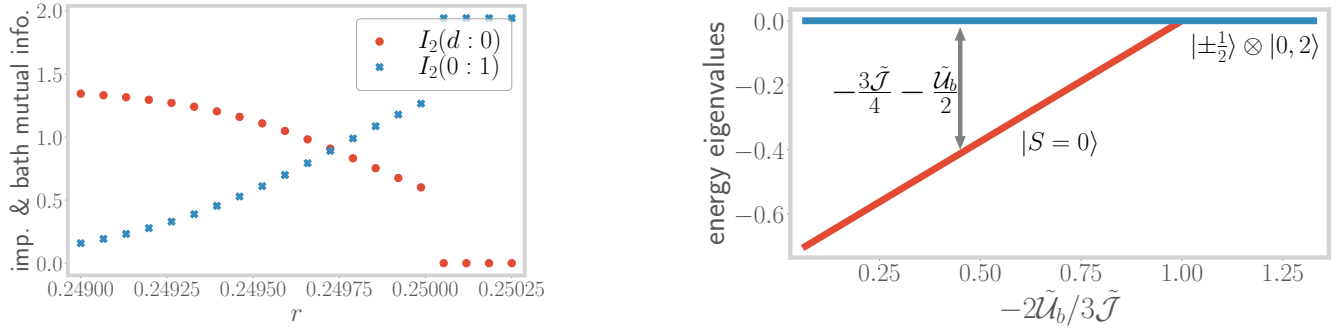 imp. & bath mutual info.
2.0
1.5
1.0
0.5
0.0
I₂(d : 0)
I₂(0 : 1)
0.24900 0.24925 0.24950 0.24975 0.25000 0.25025
r
energy eigenvalues
0.0
−0.2
−0.4
−0.6
|±½⟩ ⊗ |0, 2⟩
−3𝒥̃/4 − 𝒰̃_b/2
|S = 0⟩
0.25 0.50 0.75 1.00 1.25
−2𝒰̃_b/3𝒥̃